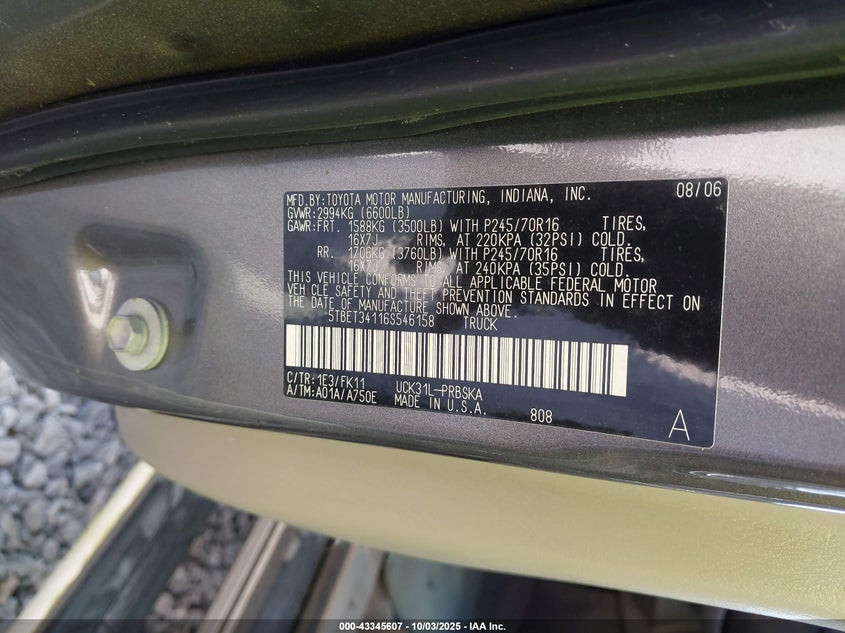 MFD.BY:TOYOTA MOTOR MANUFACTURING, INDIANA, INC. 08/06
GVWR:2994KG (6600LB)
GAWR:FRT. 1588KG (3500LB) WITH P245/70R16 TIRES,
16X7J RIMS, AT 220KPA (32PSI) COLD.
RR. 1706KG (3760LB) WITH P245/70R16 TIRES,
16X7J RIMS, AT 240KPA (35PSI) COLD.
THIS VEHICLE CONFORMS TO ALL APPLICABLE FEDERAL MOTOR
VEHICLE SAFETY AND THEFT PREVENTION STANDARDS IN EFFECT ON
THE DATE OF MANUFACTURE SHOWN ABOVE.
5TBET34116S546158 TRUCK
C/TR:1E3/FK11 UCK31L-PRBSKA
A/TM:A01A/A750E MADE IN U.S.A. 808 A
000-43345607 - 10/03/2025 - IAA Inc.